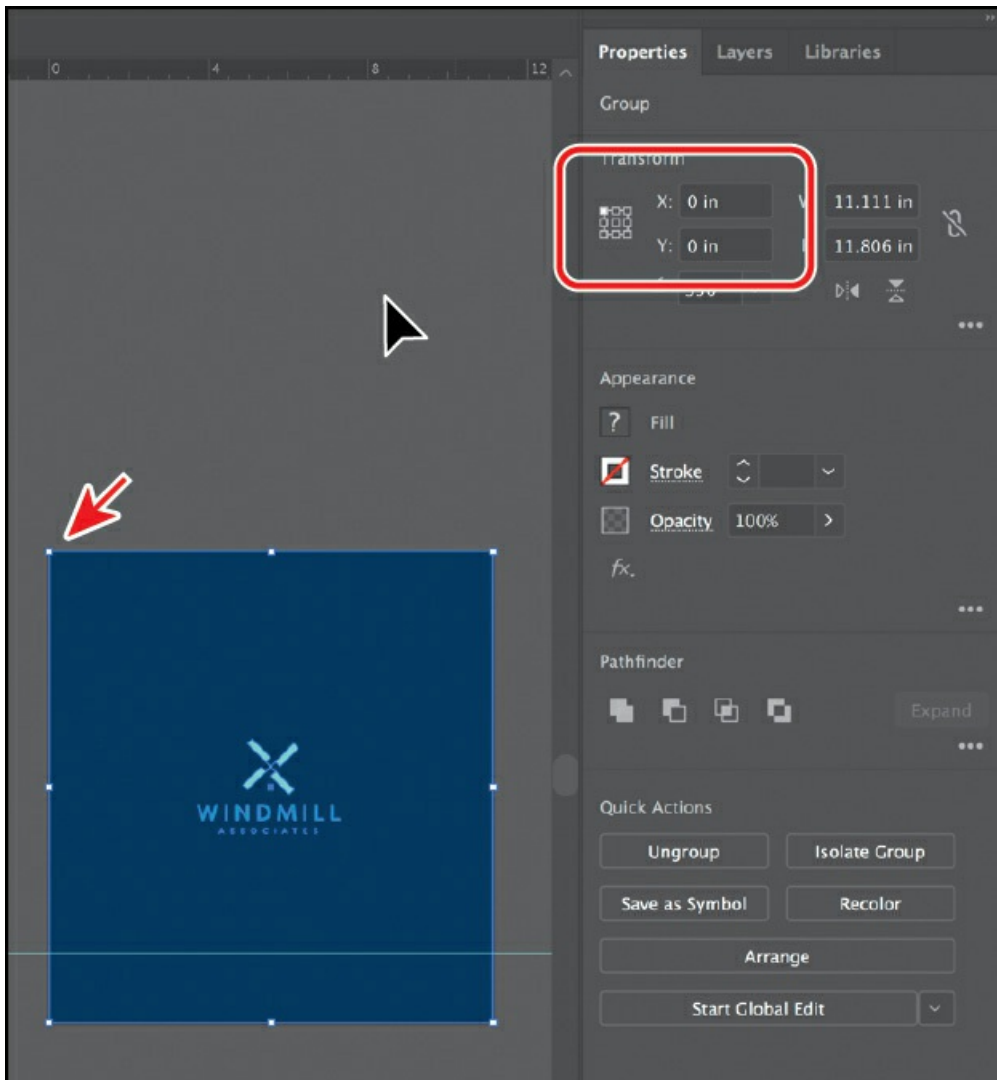 Properties Layers Libraries
0 4 8 12
Group
Transform
X: 0 in 11.111 in
Y: 0 in 11.806 in
Appearance
? Fill
Stroke
Opacity 100%
fx.
Pathfinder
Expand
WINDMILL
ASSOCIATES
Quick Actions
Ungroup Isolate Group
Save as Symbol Recolor
Arrange
Start Global Edit